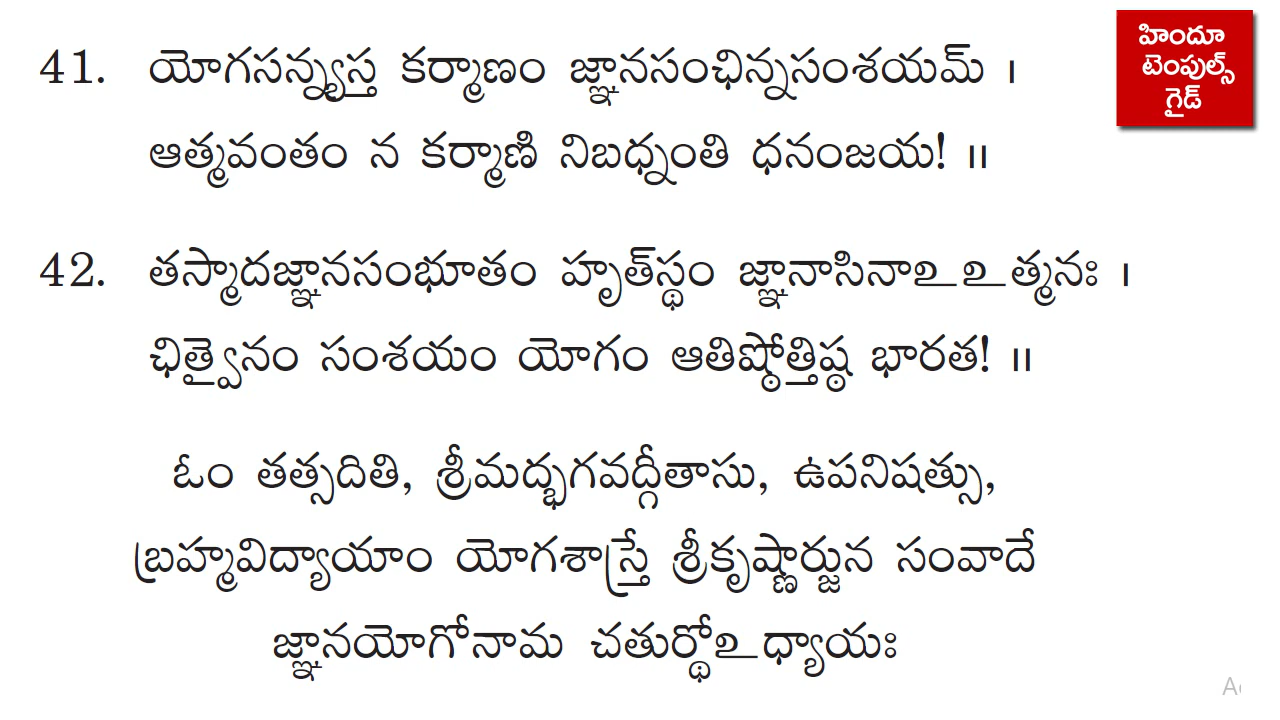 హిందూ
టెంపుల్స్
గైడ్
41. యోగసన్న్యస్త కర్మాణం జ్ఞానసంఛిన్నసంశయమ్ ।
ఆత్మవంతం న కర్మాణి నిబధ్నంతి ధనంజయ! ॥
42. తస్మాదజ్ఞానసంభూతం హృత్‌స్థం జ్ఞానాసినాఽఽత్మనః ।
ఛిత్వైనం సంశయం యోగం ఆతిష్ఠోత్తిష్ఠ భారత! ॥
ఓం తత్సదితి, శ్రీమద్భగవద్గీతాసు, ఉపనిషత్సు,
బ్రహ్మవిద్యాయాం యోగశాస్త్రే శ్రీకృష్ణార్జున సంవాదే
జ్ఞానయోగోనామ చతుర్థోఽధ్యాయః